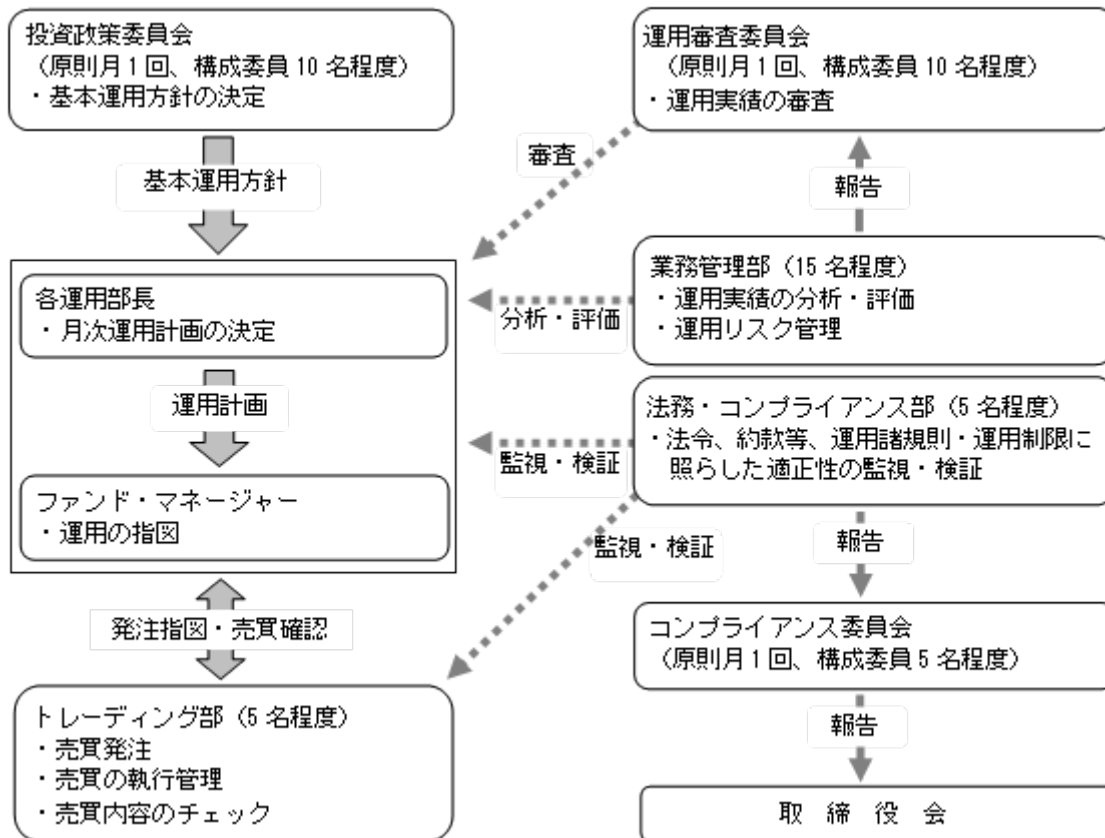 投資政策委員会
（原則月1回、構成委員10名程度）
・基本運用方針の決定
基本運用方針
各運用部長
・月次運用計画の決定
運用計画
ファンド・マネージャー
・運用の指図
発注指図・売買確認
トレーディング部（5名程度）
・売買発注
・売買の執行管理
・売買内容のチェック
運用審査委員会
（原則月1回、構成委員10名程度）
・運用実績の審査
審査
報告
業務管理部（15名程度）
・運用実績の分析・評価
・運用リスク管理
分析・評価
法務・コンプライアンス部（5名程度）
・法令、約款等、運用諸規則・運用制限に
照らした適正性の監視・検証
監視・検証
監視・検証
報告
コンプライアンス委員会
（原則月1回、構成委員5名程度）
報告
取締役会